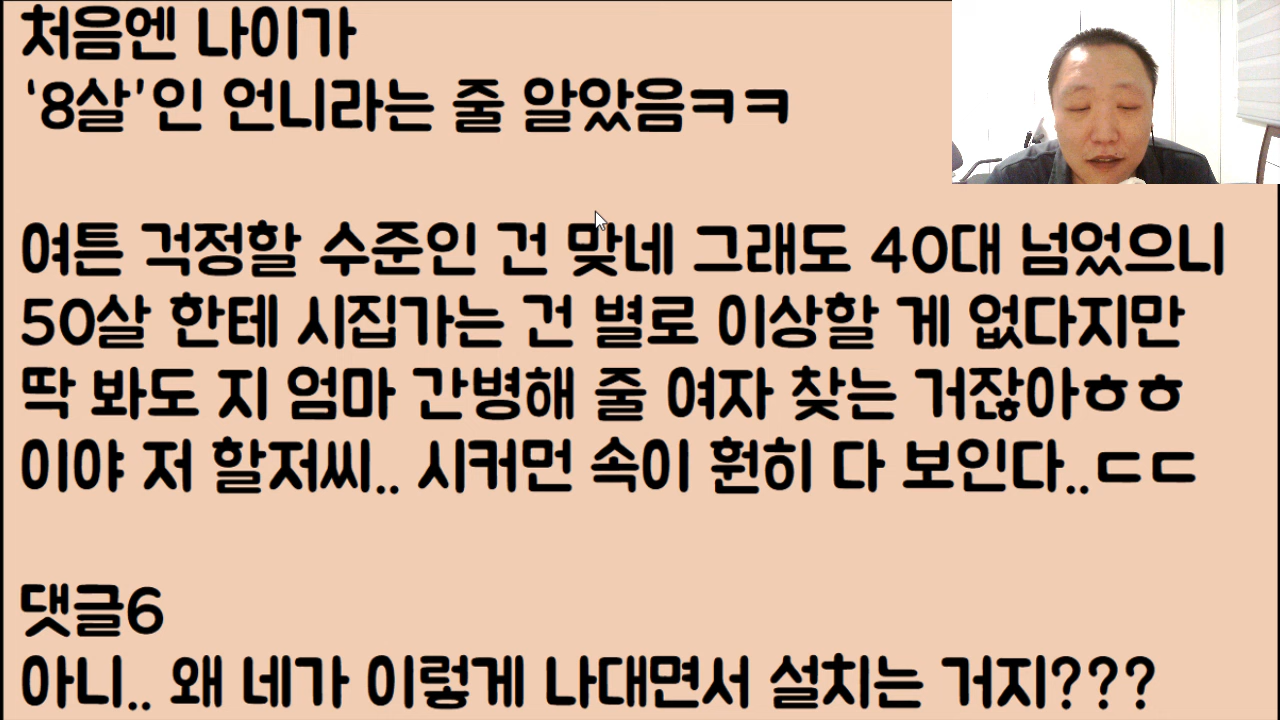 처음엔 나이가
‘8살’인 언니라는 줄 알았음ㅋㅋ
여튼 걱정할 수준인 건 맞네 그래도 40대 넘었으니
50살 한테 시집가는 건 별로 이상할 게 없다지만
딱 봐도 지 엄마 간병해 줄 여자 찾는 거잖아ㅎㅎ
이야 저 할저씨.. 시커먼 속이 훤히 다 보인다..ㄷㄷ
댓글6
아니.. 왜 네가 이렇게 나대면서 설치는 거지???